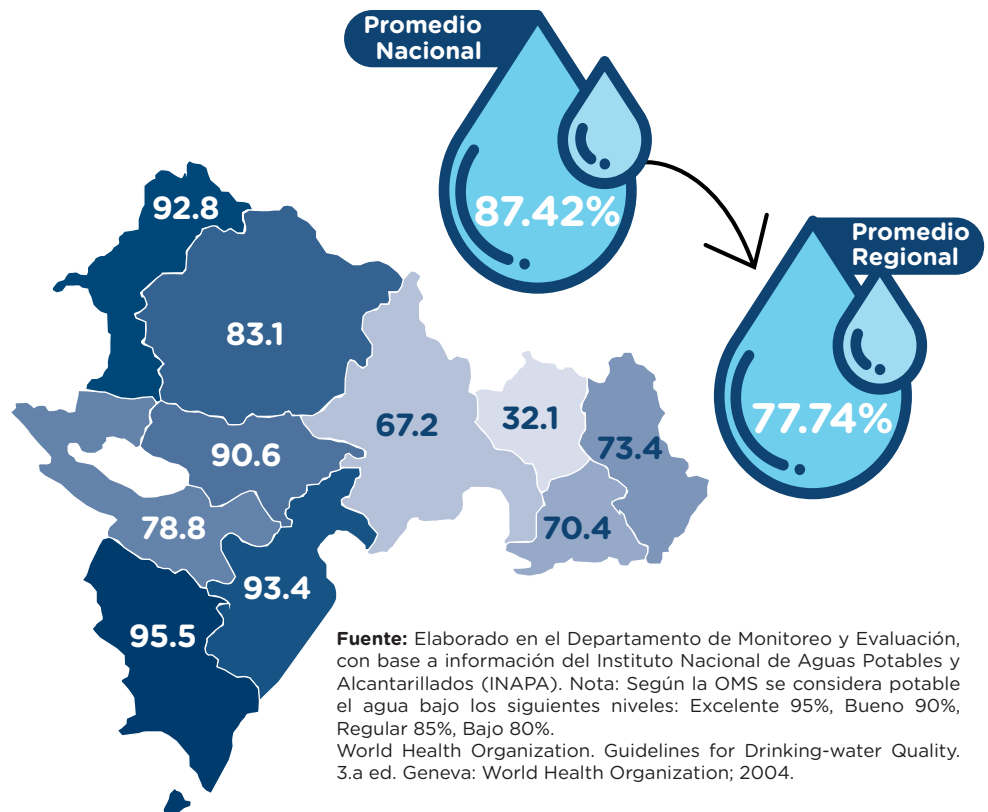 Promedio
Nacional
87.42%
Promedio
Regional
77.74%
92.8
83.1
67.2
32.1
73.4
90.6
78.8
70.4
93.4
95.5
Fuente: Elaborado en el Departamento de Monitoreo y Evaluación,
con base a información del Instituto Nacional de Aguas Potables y
Alcantarillados (INAPA). Nota: Según la OMS se considera potable
el agua bajo los siguientes niveles: Excelente 95%, Bueno 90%,
Regular 85%, Bajo 80%.
World Health Organization. Guidelines for Drinking-water Quality.
3.a ed. Geneva: World Health Organization; 2004.